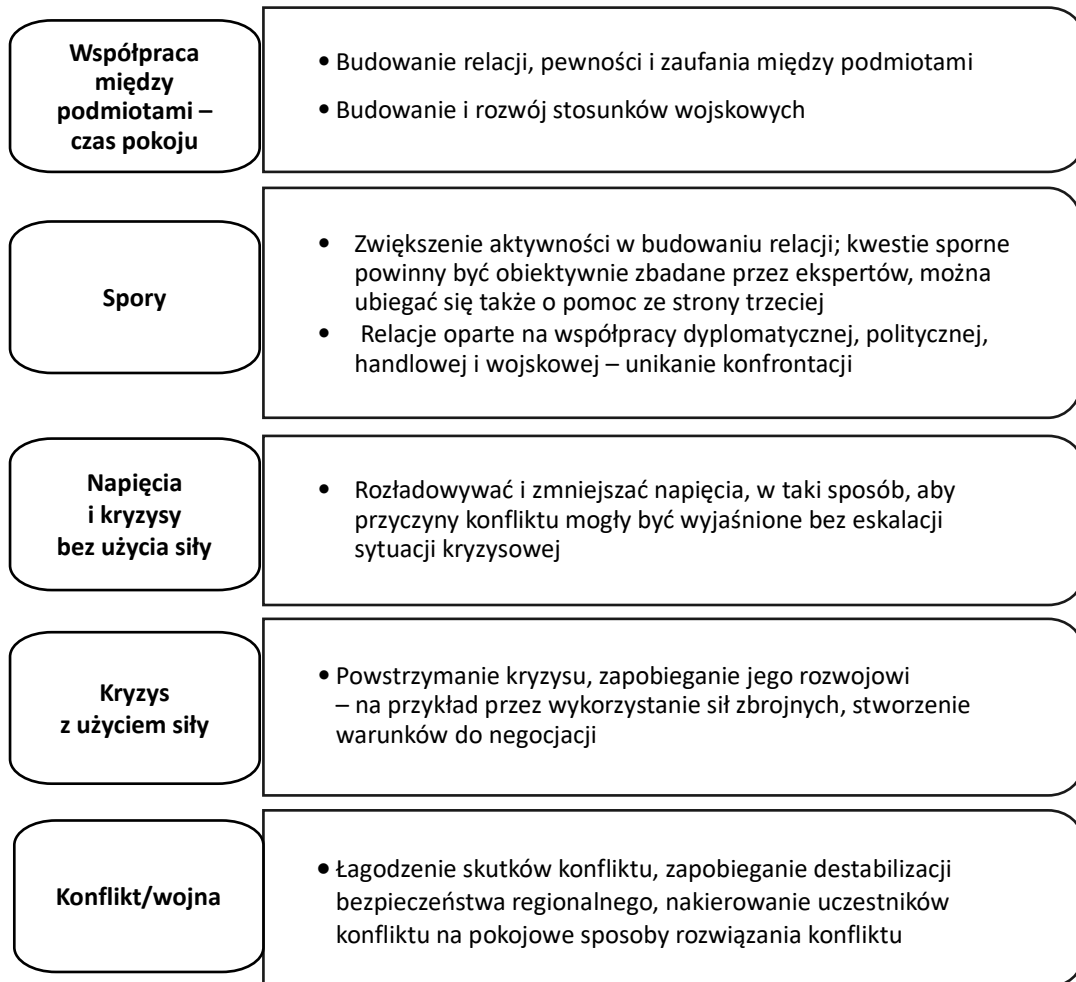 Współpraca
między
podmiotami –
czas pokoju
• Budowanie relacji, pewności i zaufania między podmiotami
• Budowanie i rozwój stosunków wojskowych
Spory
• Zwiększenie aktywności w budowaniu relacji; kwestie sporne
powinny być obiektywnie zbadane przez ekspertów, można
ubiegać się także o pomoc ze strony trzeciej
• Relacje oparte na współpracy dyplomatycznej, politycznej,
handlowej i wojskowej – unikanie konfrontacji
Napięcia
i kryzysy
bez użycia siły
• Rozładowywać i zmniejszać napięcia, w taki sposób, aby
przyczyny konfliktu mogły być wyjaśnione bez eskalacji
sytuacji kryzysowej
Kryzys
z użyciem siły
• Powstrzymanie kryzysu, zapobieganie jego rozwojowi
– na przykład przez wykorzystanie sił zbrojnych, stworzenie
warunków do negocjacji
Konflikt/wojna
• Łagodzenie skutków konfliktu, zapobieganie destabilizacji
bezpieczeństwa regionalnego, nakierowanie uczestników
konfliktu na pokojowe sposoby rozwiązania konfliktu